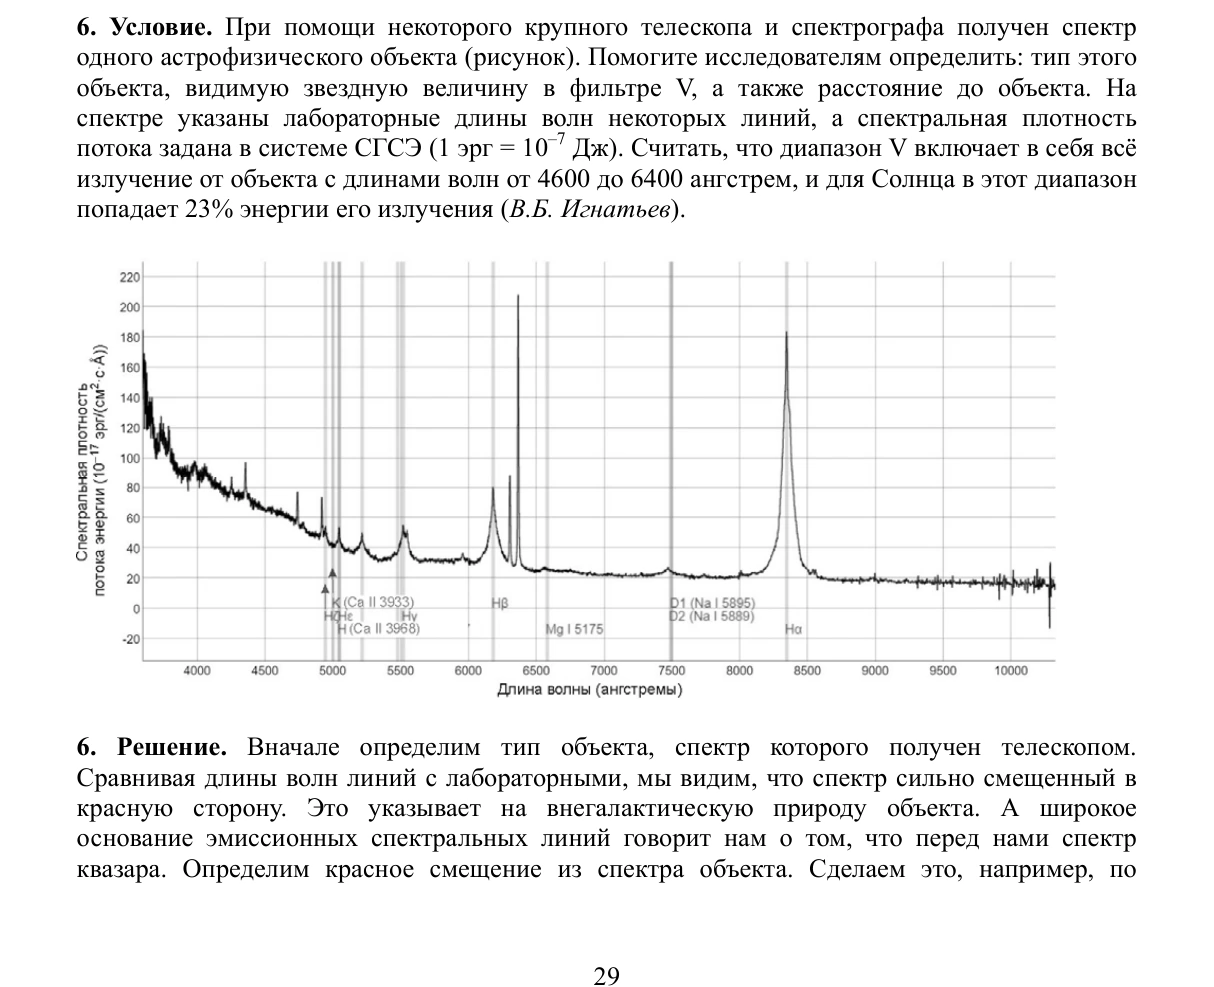 6. Условие. При помощи некоторого крупного телескопа и спектрографа получен спектр
одного астрофизического объекта (рисунок). Помогите исследователям определить: тип этого
объекта, видимую звездную величину в фильтре V, а также расстояние до объекта. На
спектре указаны лабораторные длины волн некоторых линий, а спектральная плотность
потока задана в системе СГСЭ (1 эрг = 10⁻⁷ Дж). Считать, что диапазон V включает в себя всё
излучение от объекта с длинами волн от 4600 до 6400 ангстрем, и для Солнца в этот диапазон
попадает 23% энергии его излучения (В.Б. Игнатьев).
Спектральная плотность
потока энергии (10⁻¹⁷ эрг/(см²·с·Å))
220
200
180
160
140
120
100
80
60
40
20
0
-20
K (Ca II 3933)
Hζ Hε
H (Ca II 3968)
Hγ
Hβ
Mg I 5175
D1 (Na I 5895)
D2 (Na I 5889)
Hα
4000 4500 5000 5500 6000 6500 7000 7500 8000 8500 9000 9500 10000
Длина волны (ангстремы)
6. Решение. Вначале определим тип объекта, спектр которого получен телескопом.
Сравнивая длины волн линий с лабораторными, мы видим, что спектр сильно смещенный в
красную сторону. Это указывает на внегалактическую природу объекта. А широкое
основание эмиссионных спектральных линий говорит нам о том, что перед нами спектр
квазара. Определим красное смещение из спектра объекта. Сделаем это, например, по
29